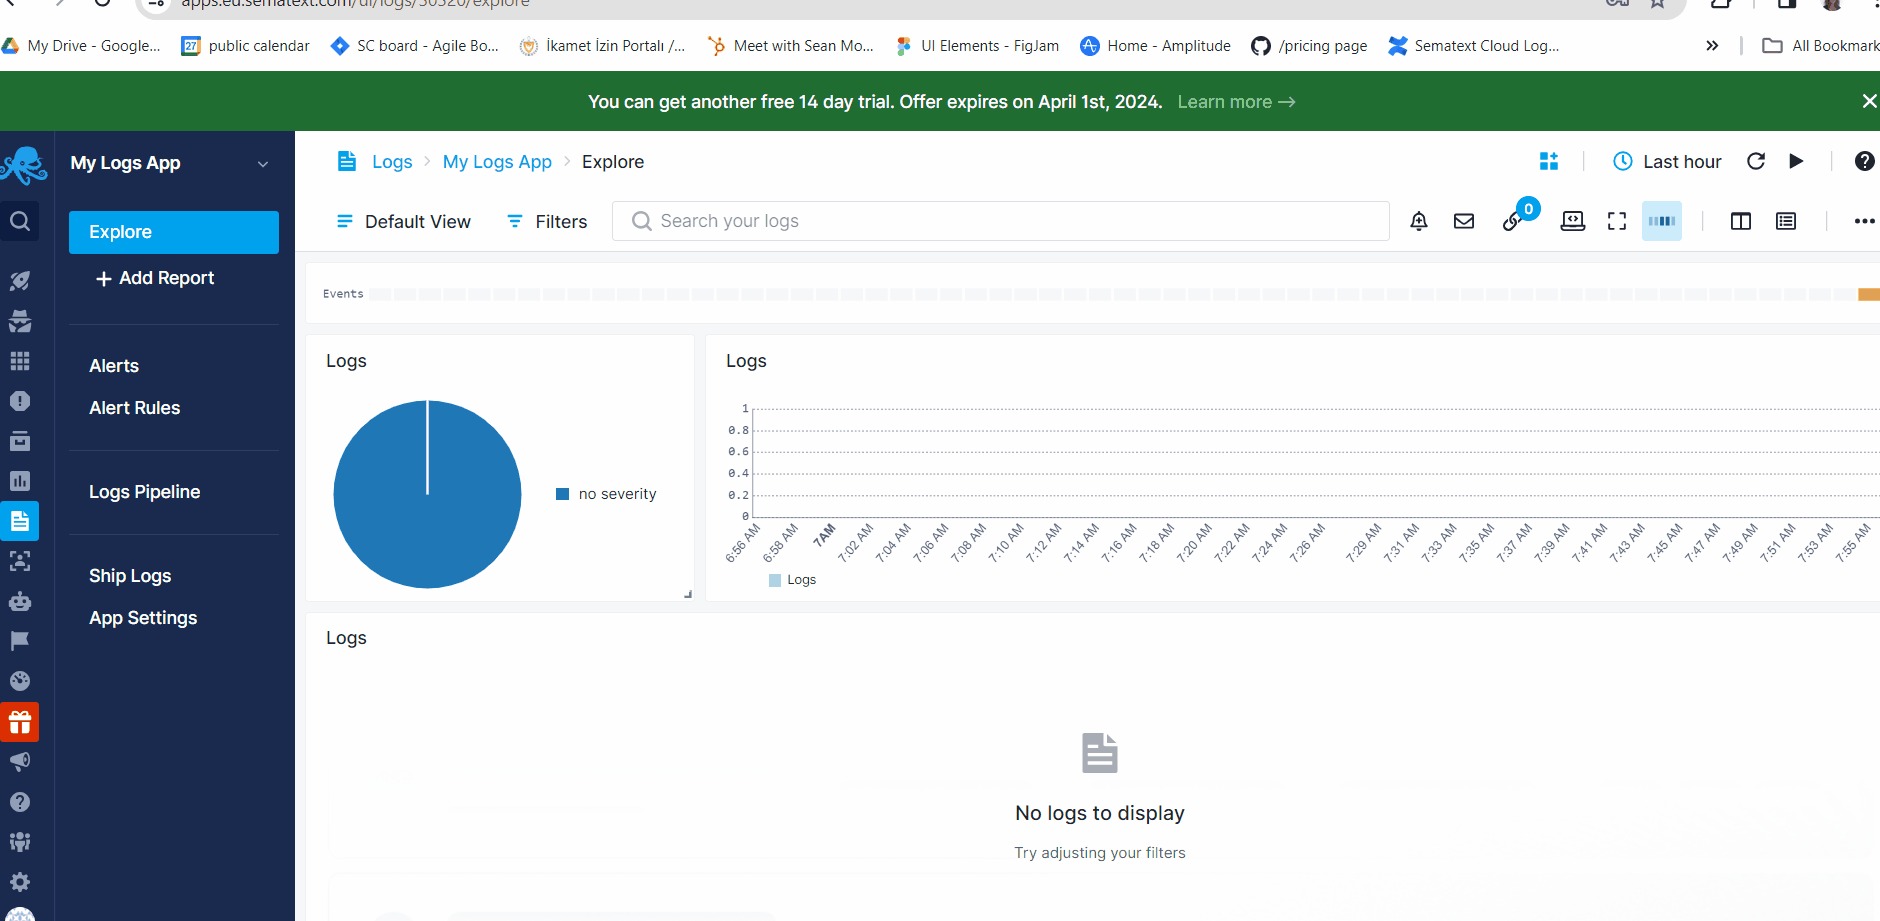 apps.eu.sematext.com/ui/logs/30320/explore
My Drive - Google...
27
public calendar
SC board - Agile Bo...
İkamet İzin Portalı /...
Meet with Sean Mo...
UI Elements - FigJam
Home - Amplitude
/pricing page
Sematext Cloud Log...
»
All Bookmark
You can get another free 14 day trial. Offer expires on April 1st, 2024. Learn more →
My Logs App
Logs > My Logs App > Explore
Last hour
Explore
Default View
Filters
Search your logs
0
+ Add Report
Events
Alerts
Alert Rules
Logs Pipeline
Ship Logs
App Settings
Logs
no severity
Logs
1
0.8
0.6
0.4
0.2
0
6:56 AM
6:58 AM
7AM
7:02 AM
7:04 AM
7:06 AM
7:08 AM
7:10 AM
7:12 AM
7:14 AM
7:16 AM
7:18 AM
7:20 AM
7:22 AM
7:24 AM
7:26 AM
7:29 AM
7:31 AM
7:33 AM
7:35 AM
7:37 AM
7:39 AM
7:41 AM
7:43 AM
7:45 AM
7:47 AM
7:49 AM
7:51 AM
7:53 AM
7:55 AM
Logs
Logs
No logs to display
Try adjusting your filters